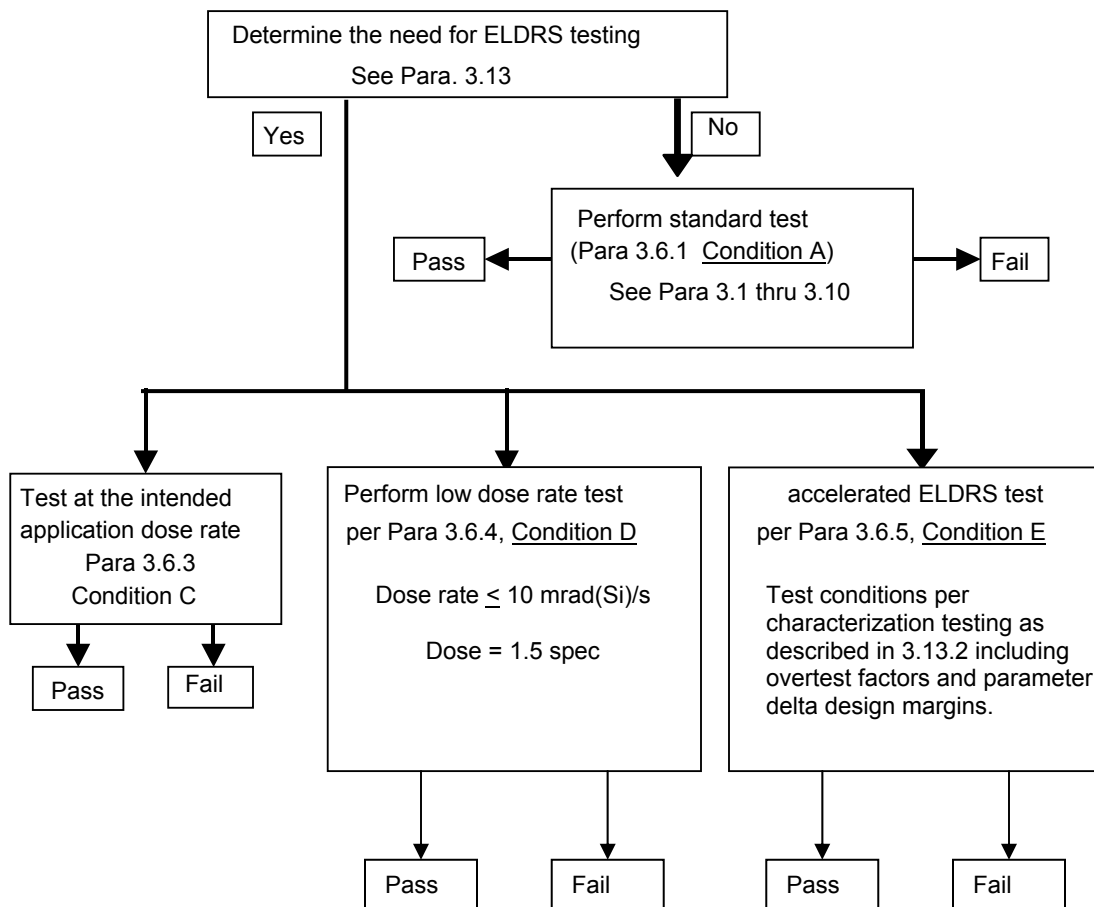 Determine the need for ELDRS testing
See Para. 3.13
Yes
No
Perform standard test
(Para 3.6.1 Condition A)
See Para 3.1 thru 3.10
Pass
Fail
Test at the intended
application dose rate
Para 3.6.3
Condition C
Pass
Fail
Perform low dose rate test
per Para 3.6.4, Condition D
Dose rate ≤ 10 mrad(Si)/s
Dose = 1.5 spec
Pass
Fail
accelerated ELDRS test
per Para 3.6.5, Condition E
Test conditions per
characterization testing as
described in 3.13.2 including
overtest factors and parameter
delta design margins.
Pass
Fail